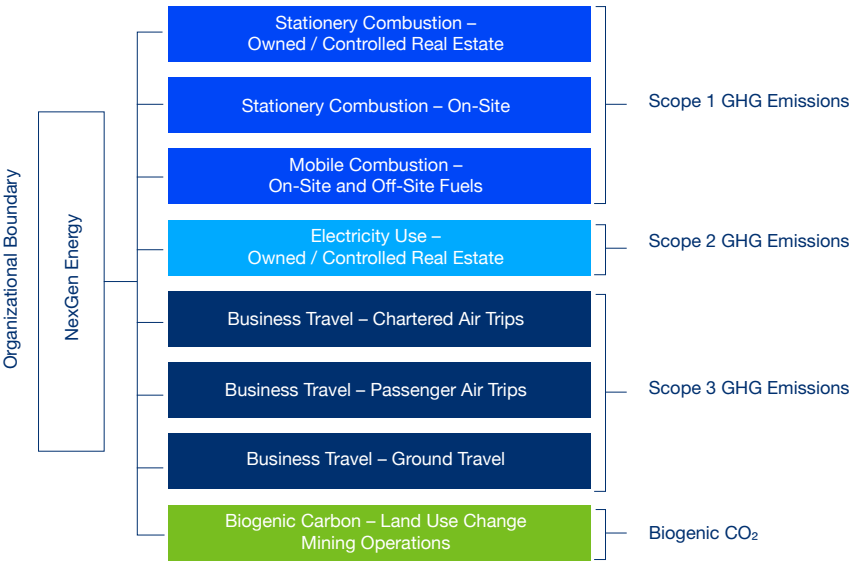 Organizational Boundary
NexGen Energy
Stationery Combustion –
Owned / Controlled Real Estate
Stationery Combustion – On-Site
Mobile Combustion –
On-Site and Off-Site Fuels
Scope 1 GHG Emissions
Electricity Use –
Owned / Controlled Real Estate
Scope 2 GHG Emissions
Business Travel – Chartered Air Trips
Business Travel – Passenger Air Trips
Business Travel – Ground Travel
Scope 3 GHG Emissions
Biogenic Carbon – Land Use Change
Mining Operations
Biogenic CO₂